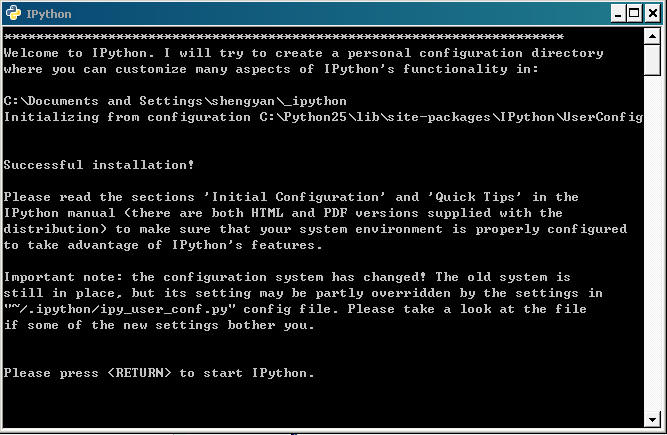 IPython
**********************************************************************
Welcome to IPython. I will try to create a personal configuration directory
where you can customize many aspects of IPython's functionality in:
C:\Documents and Settings\shengyan\_ipython
Initializing from configuration C:\Python25\lib\site-packages\IPython\UserConfig
Successful installation!
Please read the sections 'Initial Configuration' and 'Quick Tips' in the
IPython manual (there are both HTML and PDF versions supplied with the
distribution) to make sure that your system environment is properly configured
to take advantage of IPython's features.
Important note: the configuration system has changed! The old system is
still in place, but its setting may be partly overridden by the settings in
"~/.ipython/ipy_user_conf.py" config file. Please take a look at the file
if some of the new settings bother you.
Please press <RETURN> to start IPython.